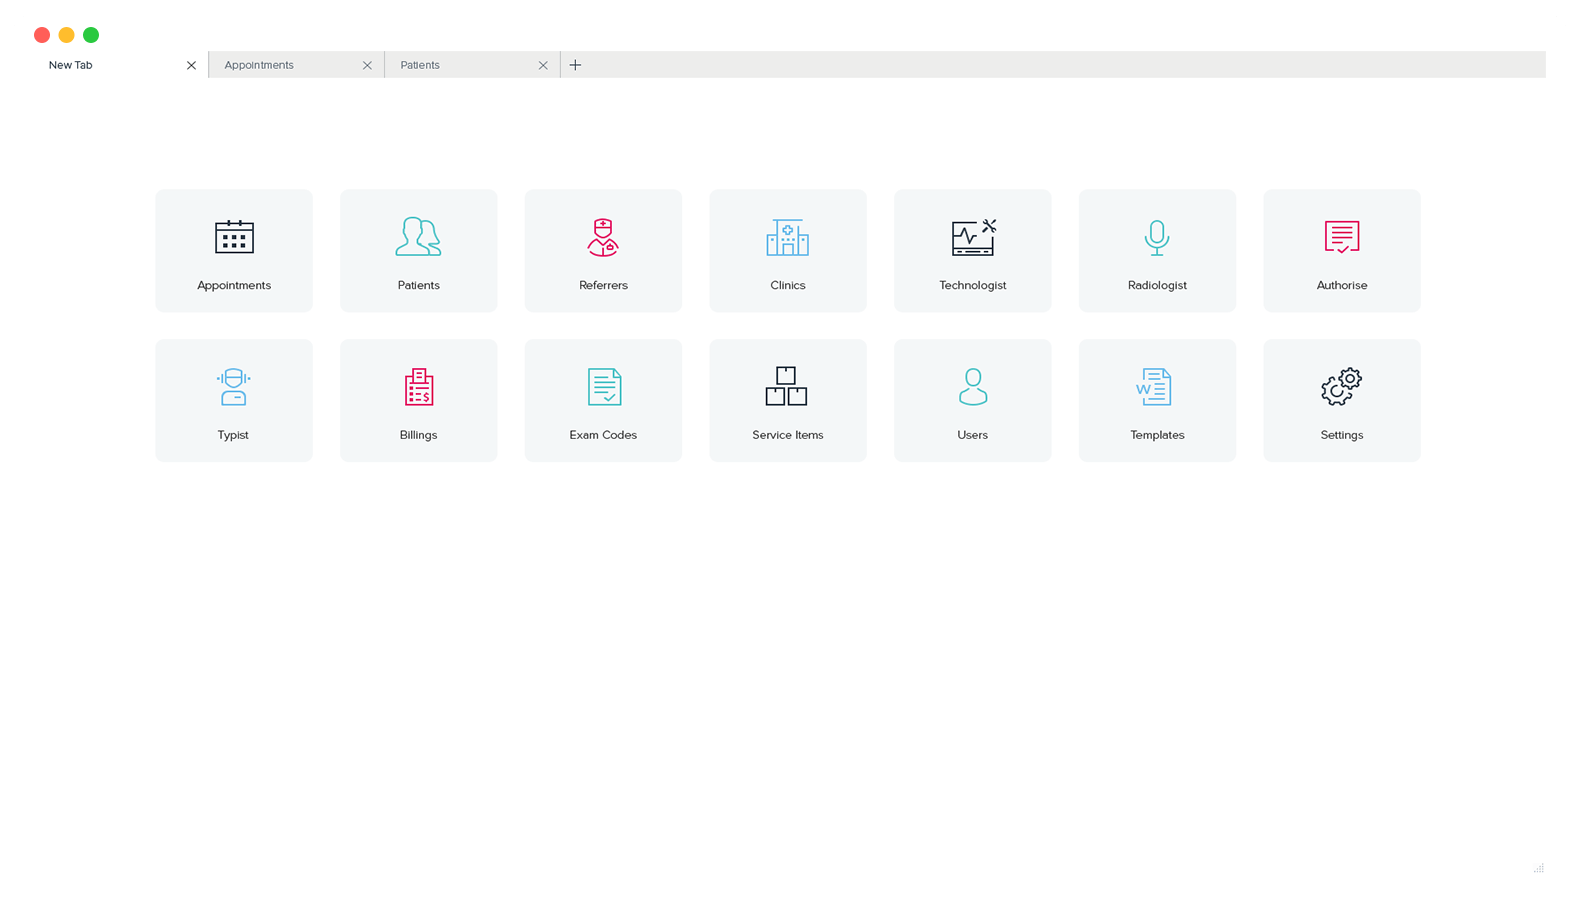 New Tab
Appointments
Patients
Appointments
Patients
Referrers
Clinics
Technologist
Radiologist
Authorise
Typist
Billings
Exam Codes
Service Items
Users
W
Templates
Settings